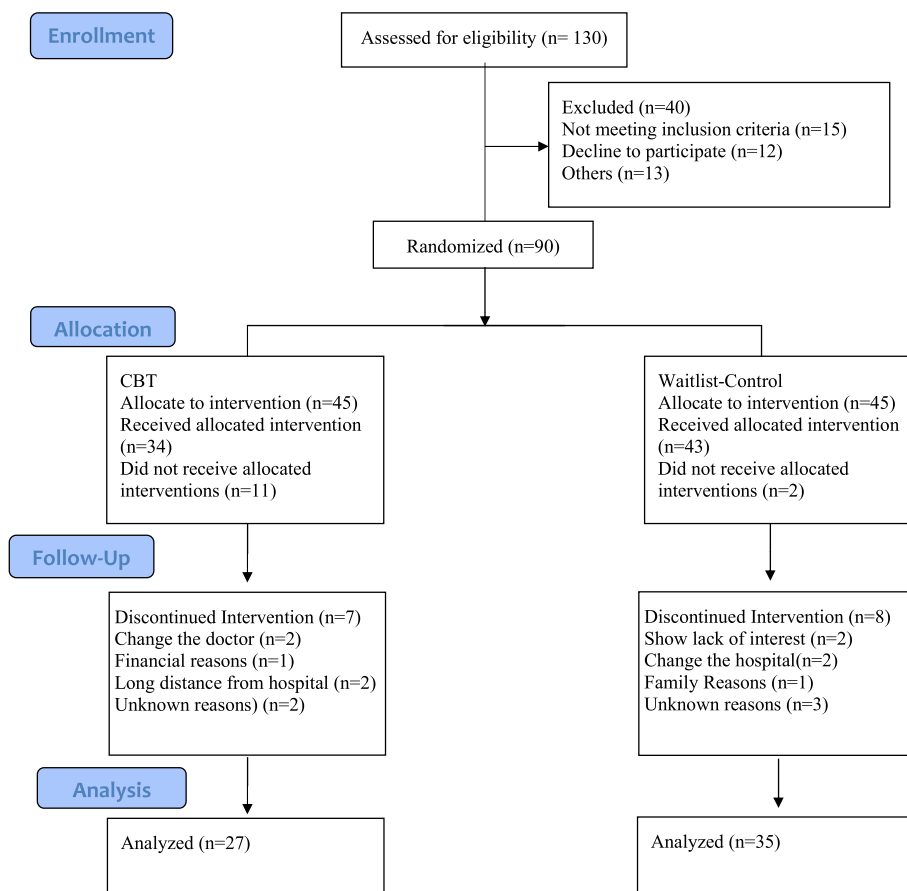 Enrollment
Assessed for eligibility (n= 130)
Excluded (n=40)
Not meeting inclusion criteria (n=15)
Decline to participate (n=12)
Others (n=13)
Randomized (n=90)
Allocation
CBT
Allocate to intervention (n=45)
Received allocated intervention
(n=34)
Did not receive allocated
interventions (n=11)
Waitlist-Control
Allocate to intervention (n=45)
Received allocated intervention
(n=43)
Did not receive allocated
interventions (n=2)
Follow-Up
Discontinued Intervention (n=7)
Change the doctor (n=2)
Financial reasons (n=1)
Long distance from hospital (n=2)
Unknown reasons) (n=2)
Discontinued Intervention (n=8)
Show lack of interest (n=2)
Change the hospital(n=2)
Family Reasons (n=1)
Unknown reasons (n=3)
Analysis
Analyzed (n=27)
Analyzed (n=35)